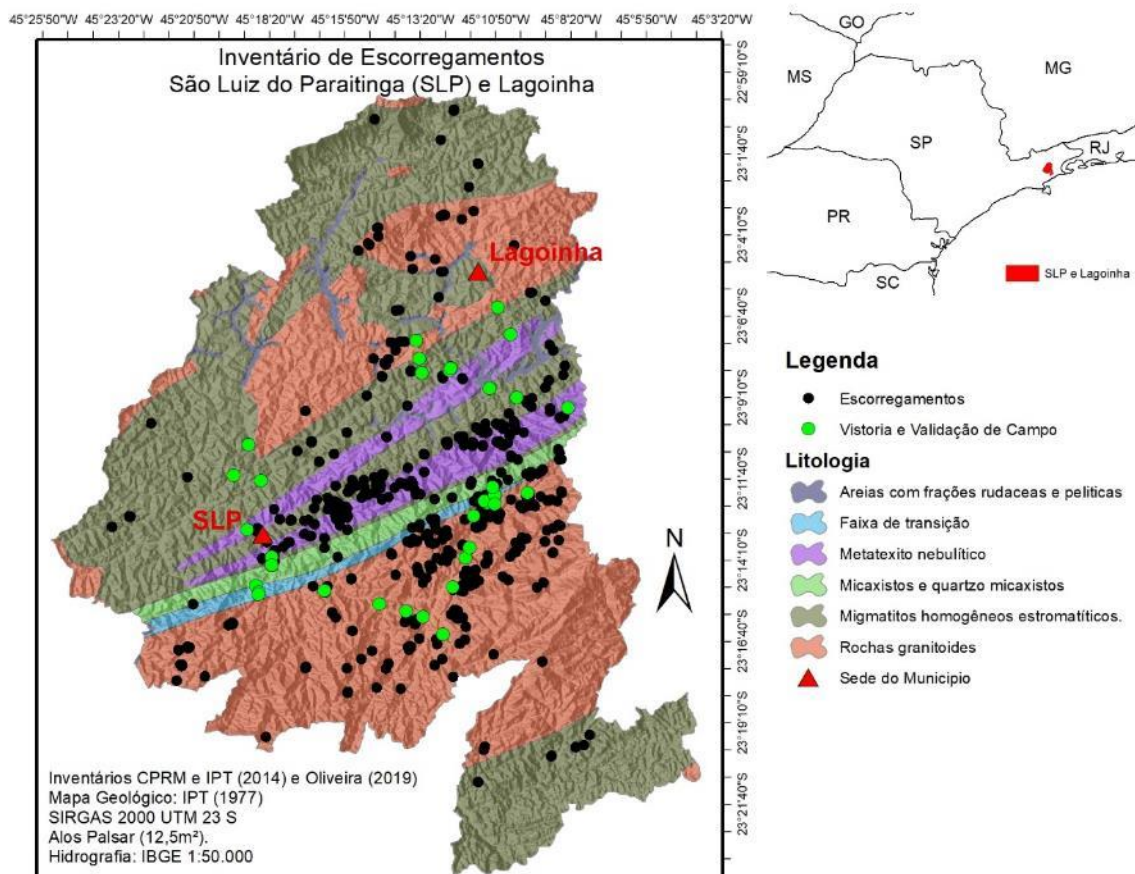 45°25'50"W 45°23'20"W 45°20'50"W 45°18'20"W 45°15'50"W 45°13'20"W 45°10'50"W 45°8'20"W 45°5'50"W 45°3'20"W
Inventário de Escorregamentos
São Luiz do Paraitinga (SLP) e Lagoinha
Lagoinha
SLP
N
Inventários CPRM e IPT (2014) e Oliveira (2019)
Mapa Geológico: IPT (1977)
SIRGAS 2000 UTM 23 S
Alos Palsar (12,5m²).
Hidrografia: IBGE 1:50.000
22°59'10"S
23°1'40"S
23°4'10"S
23°6'40"S
23°9'10"S
23°11'40"S
23°14'10"S
23°16'40"S
23°19'10"S
23°21'40"S
GO
MS
MG
SP
RJ
PR
SC
SLP e Lagoinha
Legenda
Escorregamentos
Vistoria e Validação de Campo
Litologia
Areias com frações rudaceas e peliticas
Faixa de transição
Metatexito nebulítico
Micaxistos e quartzo micaxistos
Migmatitos homogêneos estromatíticos.
Rochas granitoides
Sede do Municipio